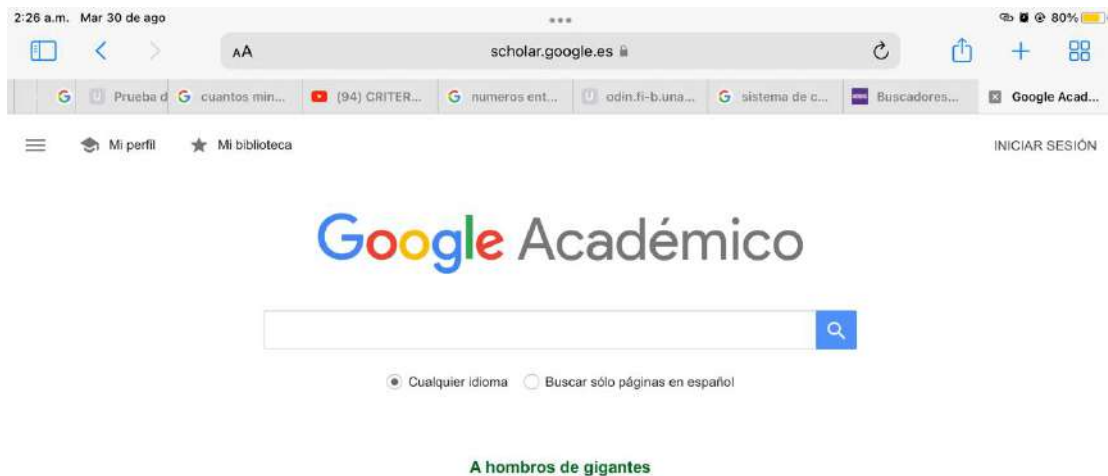 2:26 a.m. Mar 30 de ago
80%
AA
scholar.google.es
Prueba d
cuantos min...
(94) CRITER...
numeros ent...
odin.fi-b.una...
sistema de c...
Buscadores...
Google Acad...
Mi perfil
Mi biblioteca
INICIAR SESIÓN
Google Académico
Cualquier idioma
Buscar sólo páginas en español
A hombros de gigantes